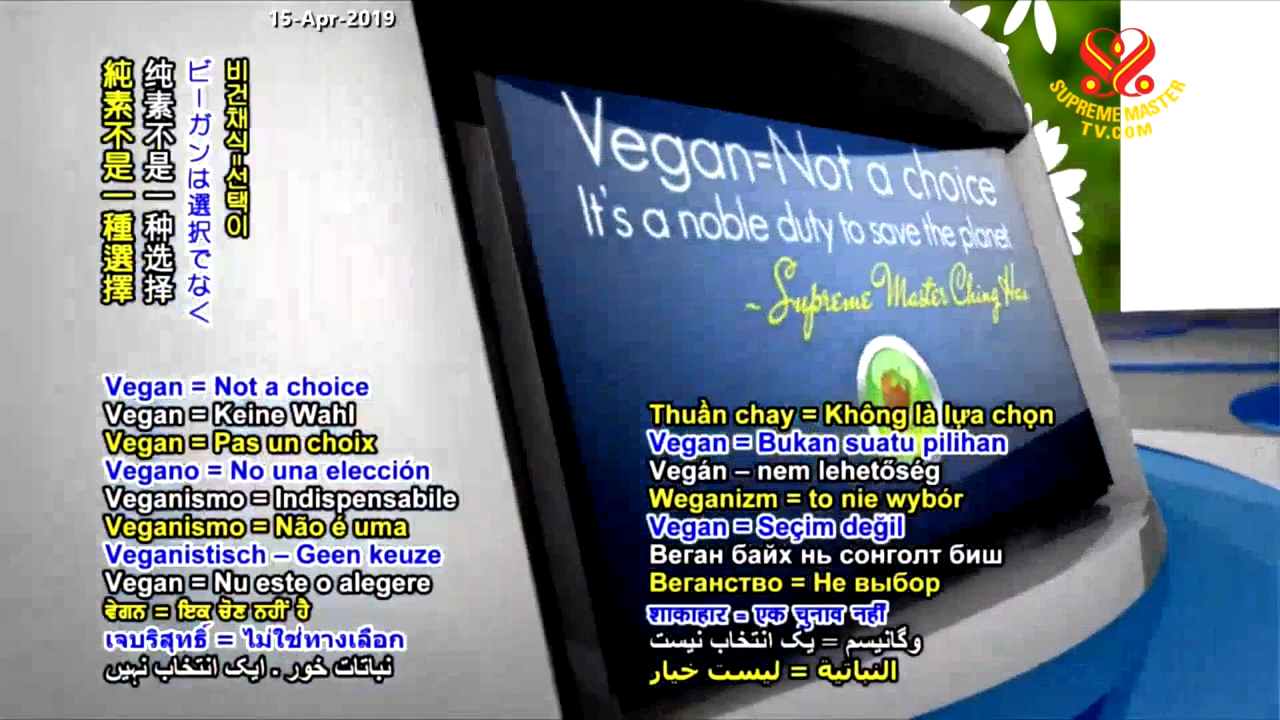 15-Apr-2019
SUPREME MASTER
TV.COM
純素不是一種選擇
纯素不是一种选择
ビーガンは選択でなく
비건채식=선택이
Vegan=Not a choice
It's a noble duty to save the planet
~ Supreme Master Ching Hai
Vegan = Not a choice
Vegan = Keine Wahl
Vegan = Pas un choix
Vegano = No una elección
Veganismo = Indispensabile
Veganismo = Não é uma
Veganistisch – Geen keuze
Vegan = Nu este o alegere
ਵੇਗਨ = ਇਕ ਚੋਣ ਨਹੀਂ ਹੈ
เจบริสุทธิ์ = ไม่ใช่ทางเลือก
نباتات خور - ایک انتخاب نہیں
Thuần chay = Không là lựa chọn
Vegan = Bukan suatu pilihan
Vegán – nem lehetőség
Weganizm = to nie wybór
Vegan = Seçim değil
Веган байх нь сонголт биш
Веганство = Не выбор
शाकाहार = एक चुनाव नहीं
وگانیسم = یک انتخاب نیست
النباتية = ليست خيار